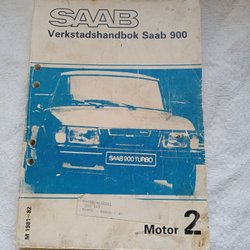 SAAB
Verkstadshandbok Saab 900
SAAB 900 TURBO
M 1981-82
Motor 2